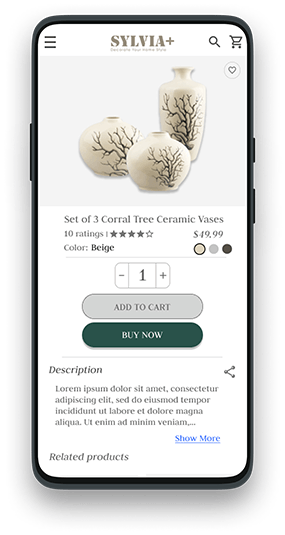 SYLVIA+
Decorate Your Home Style
Set of 3 Corral Tree Ceramic Vases
10 ratings | ★★★★☆ $49,99
Color: Beige
− 1 +
ADD TO CART
BUY NOW
Description
Lorem ipsum dolor sit amet, consectetur
adipiscing elit, sed do eiusmod tempor
incididunt ut labore et dolore magna
aliqua. Ut enim ad minim veniam,...
Show More
Related products